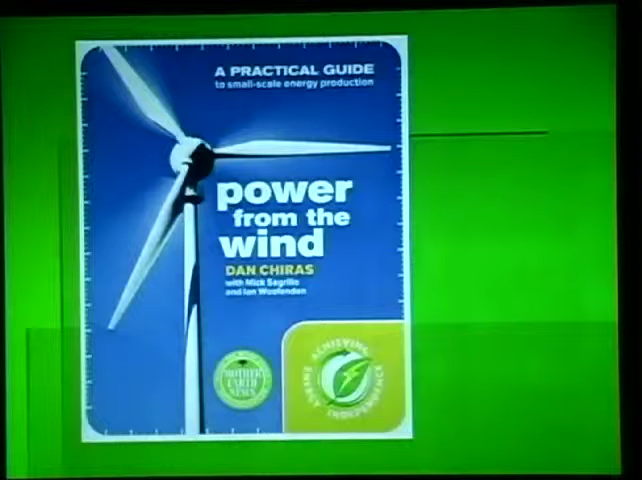 A PRACTICAL GUIDE
to small-scale energy production
power
from the
wind
DAN CHIRAS
with Mick Sagrillo
and Ian Woofenden
MOTHER
EARTH
NEWS
ACHIEVING
ENERGY INDEPENDENCE